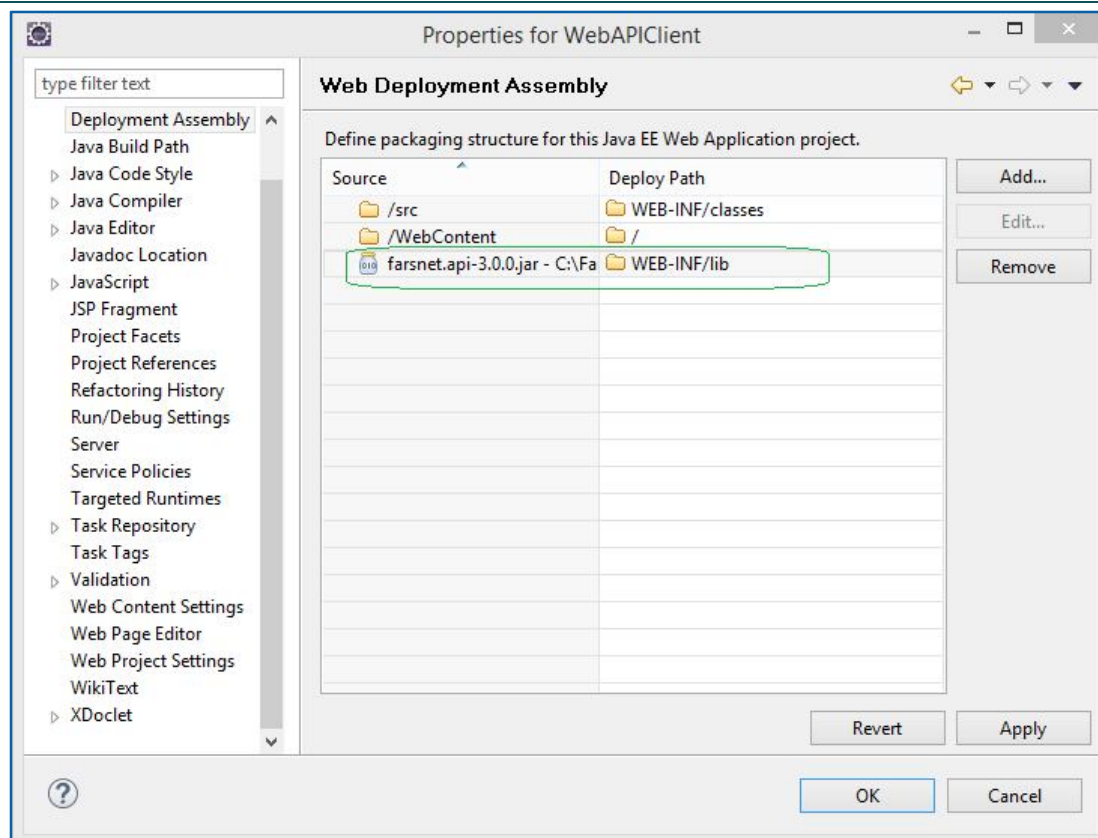 Properties for WebAPIClient
type filter text
Deployment Assembly
Java Build Path
Java Code Style
Java Compiler
Java Editor
Javadoc Location
JavaScript
JSP Fragment
Project Facets
Project References
Refactoring History
Run/Debug Settings
Server
Service Policies
Targeted Runtimes
Task Repository
Task Tags
Validation
Web Content Settings
Web Page Editor
Web Project Settings
WikiText
XDoclet
Web Deployment Assembly
Define packaging structure for this Java EE Web Application project.
Source Deploy Path
/src WEB-INF/classes
/WebContent /
farsnet.api-3.0.0.jar - C:\Fa WEB-INF/lib
Add...
Edit...
Remove
Revert Apply
OK Cancel